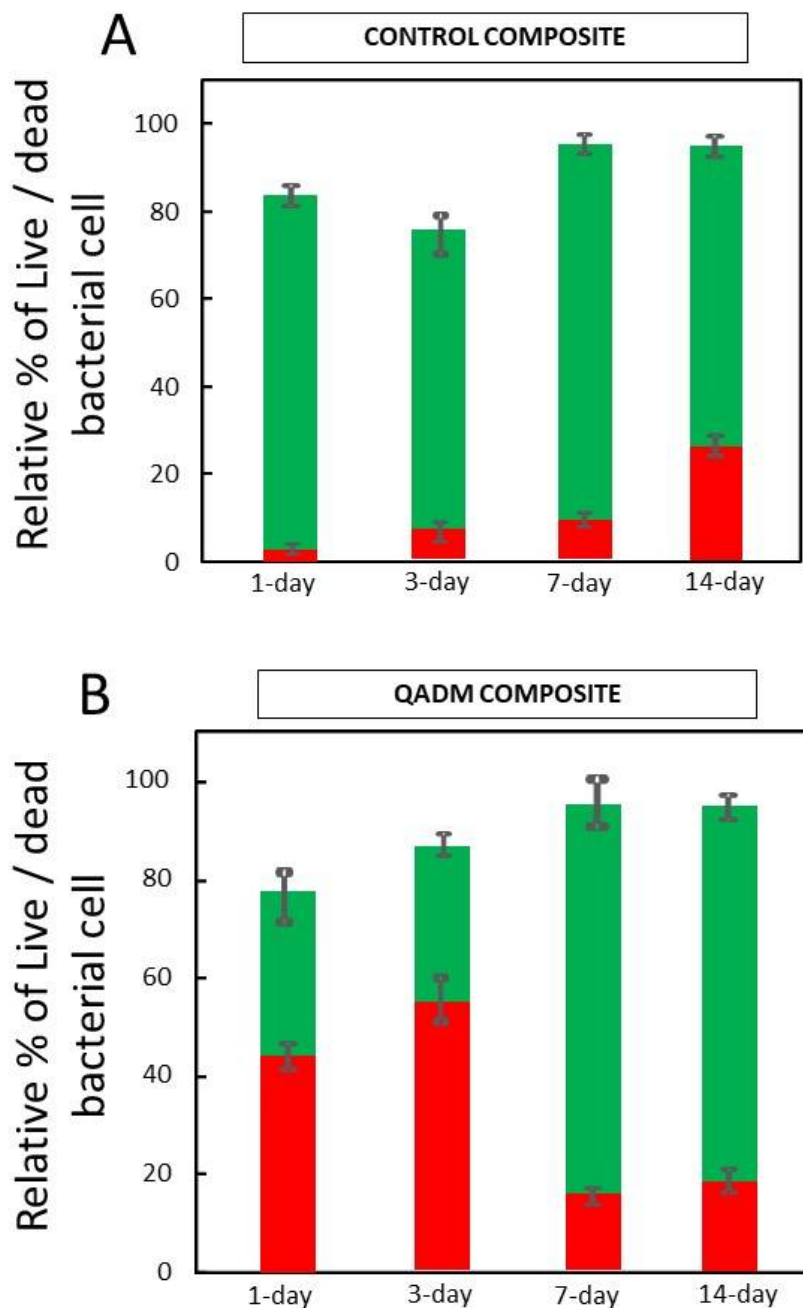 A
CONTROL COMPOSITE
Relative % of Live / dead
bacterial cell
100
80
60
40
20
0
1-day 3-day 7-day 14-day
B
QADM COMPOSITE
Relative % of Live / dead
bacterial cell
100
80
60
40
20
0
1-day 3-day 7-day 14-day